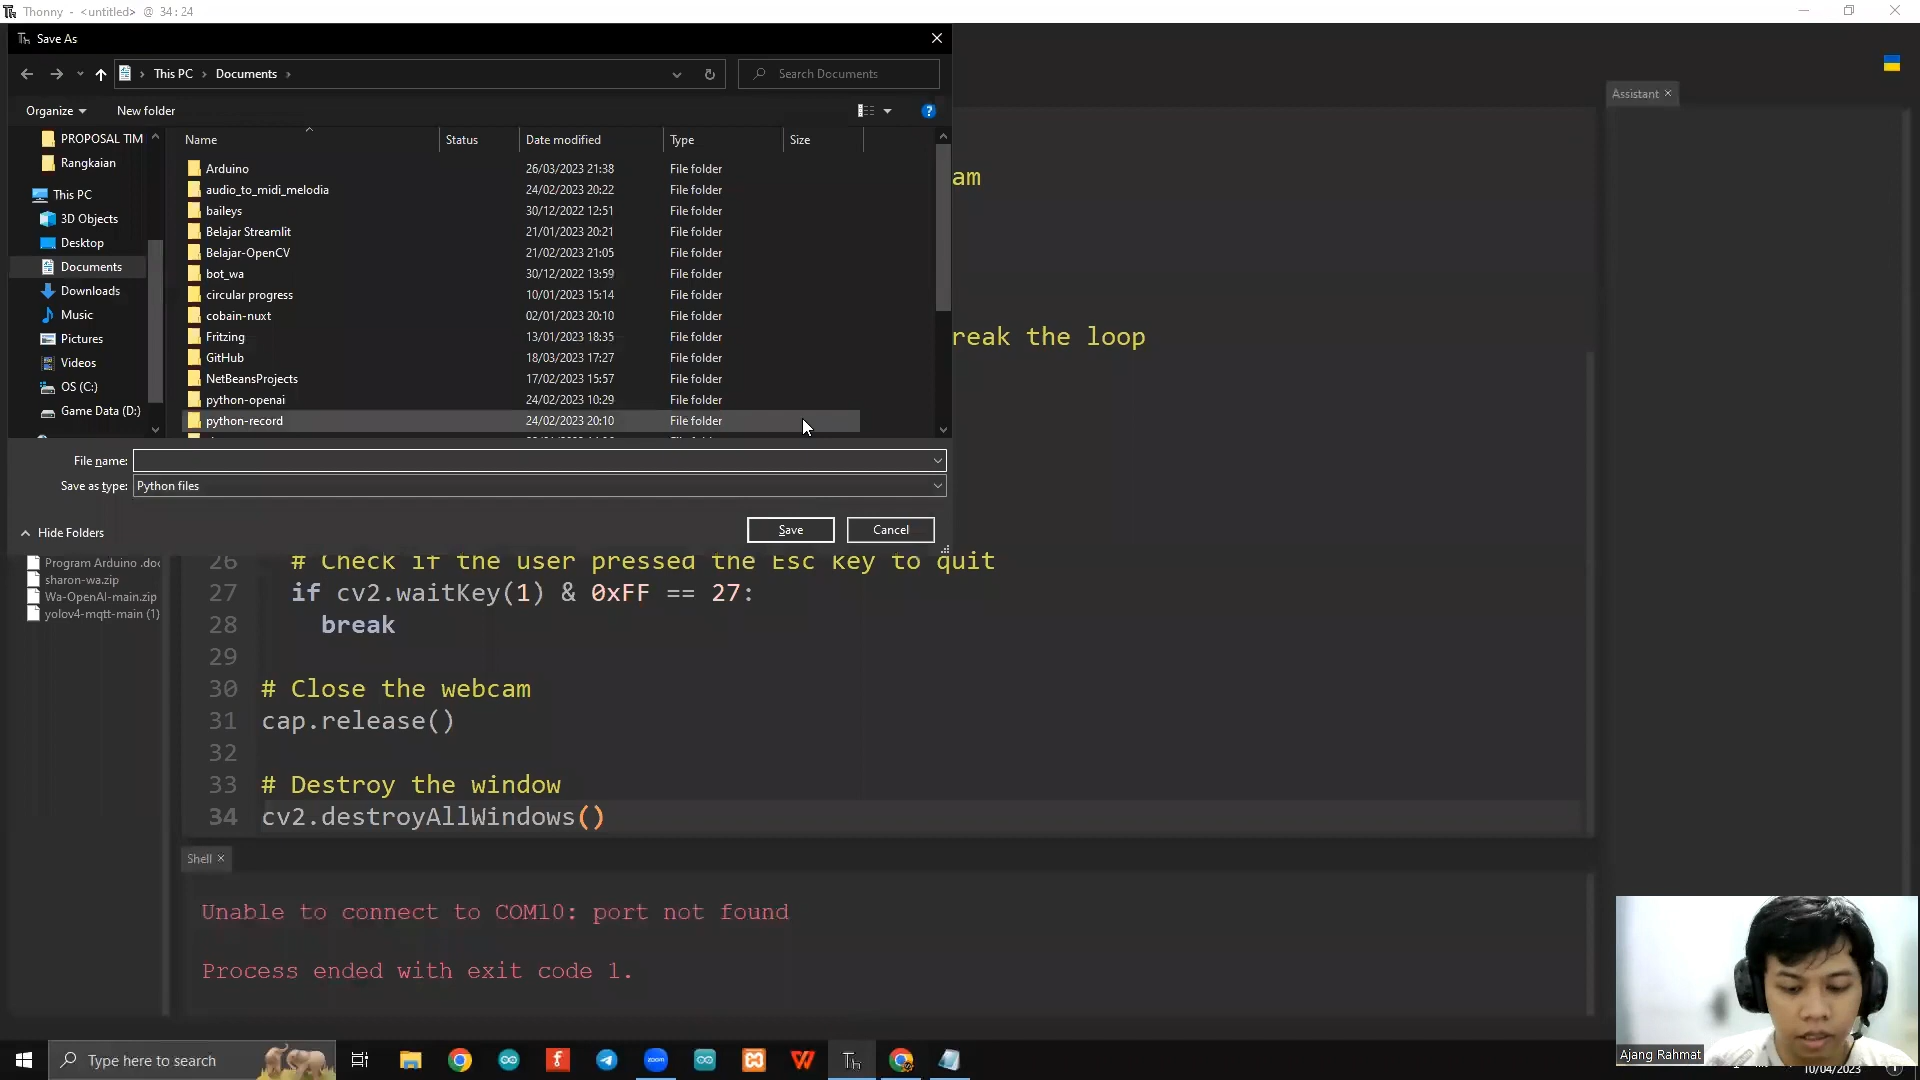 Thonny - <untitled> @ 34 : 24
Save As
This PC
Documents
Search Documents
Organize
New folder
Name
Status
Date modified
Type
Size
PROPOSAL TIM
Rangkaian
This PC
3D Objects
Desktop
Documents
Downloads
Music
Pictures
Videos
OS (C:)
Game Data (D:)
Arduino 26/03/2023 21:38 File folder
audio_to_midi_melodia 24/02/2023 20:22 File folder
baileys 30/12/2022 12:51 File folder
Belajar Streamlit 21/01/2023 20:21 File folder
Belajar-OpenCV 21/02/2023 21:05 File folder
bot_wa 30/12/2022 13:59 File folder
circular progress 10/01/2023 15:14 File folder
cobain-nuxt 02/01/2023 20:10 File folder
Fritzing 13/01/2023 18:35 File folder
GitHub 18/03/2023 17:27 File folder
NetBeansProjects 17/02/2023 15:57 File folder
python-openai 24/02/2023 10:29 File folder
python-record 24/02/2023 20:10 File folder
File name:
Save as type: Python files
Hide Folders
Save
Cancel
Assistant ×
am
reak the loop
Program Arduino .doc
sharon-wa.zip
Wa-OpenAI-main.zip
yolov4-mqtt-main (1)
26 # Check if the user pressed the Esc key to quit
27 if cv2.waitKey(1) & 0xFF == 27:
28 break
29
30 # Close the webcam
31 cap.release()
32
33 # Destroy the window
34 cv2.destroyAllWindows()
Shell ×
Unable to connect to COM10: port not found
Process ended with exit code 1.
Ajang Rahmat
Type here to search
zoom
Th
10/04/2023